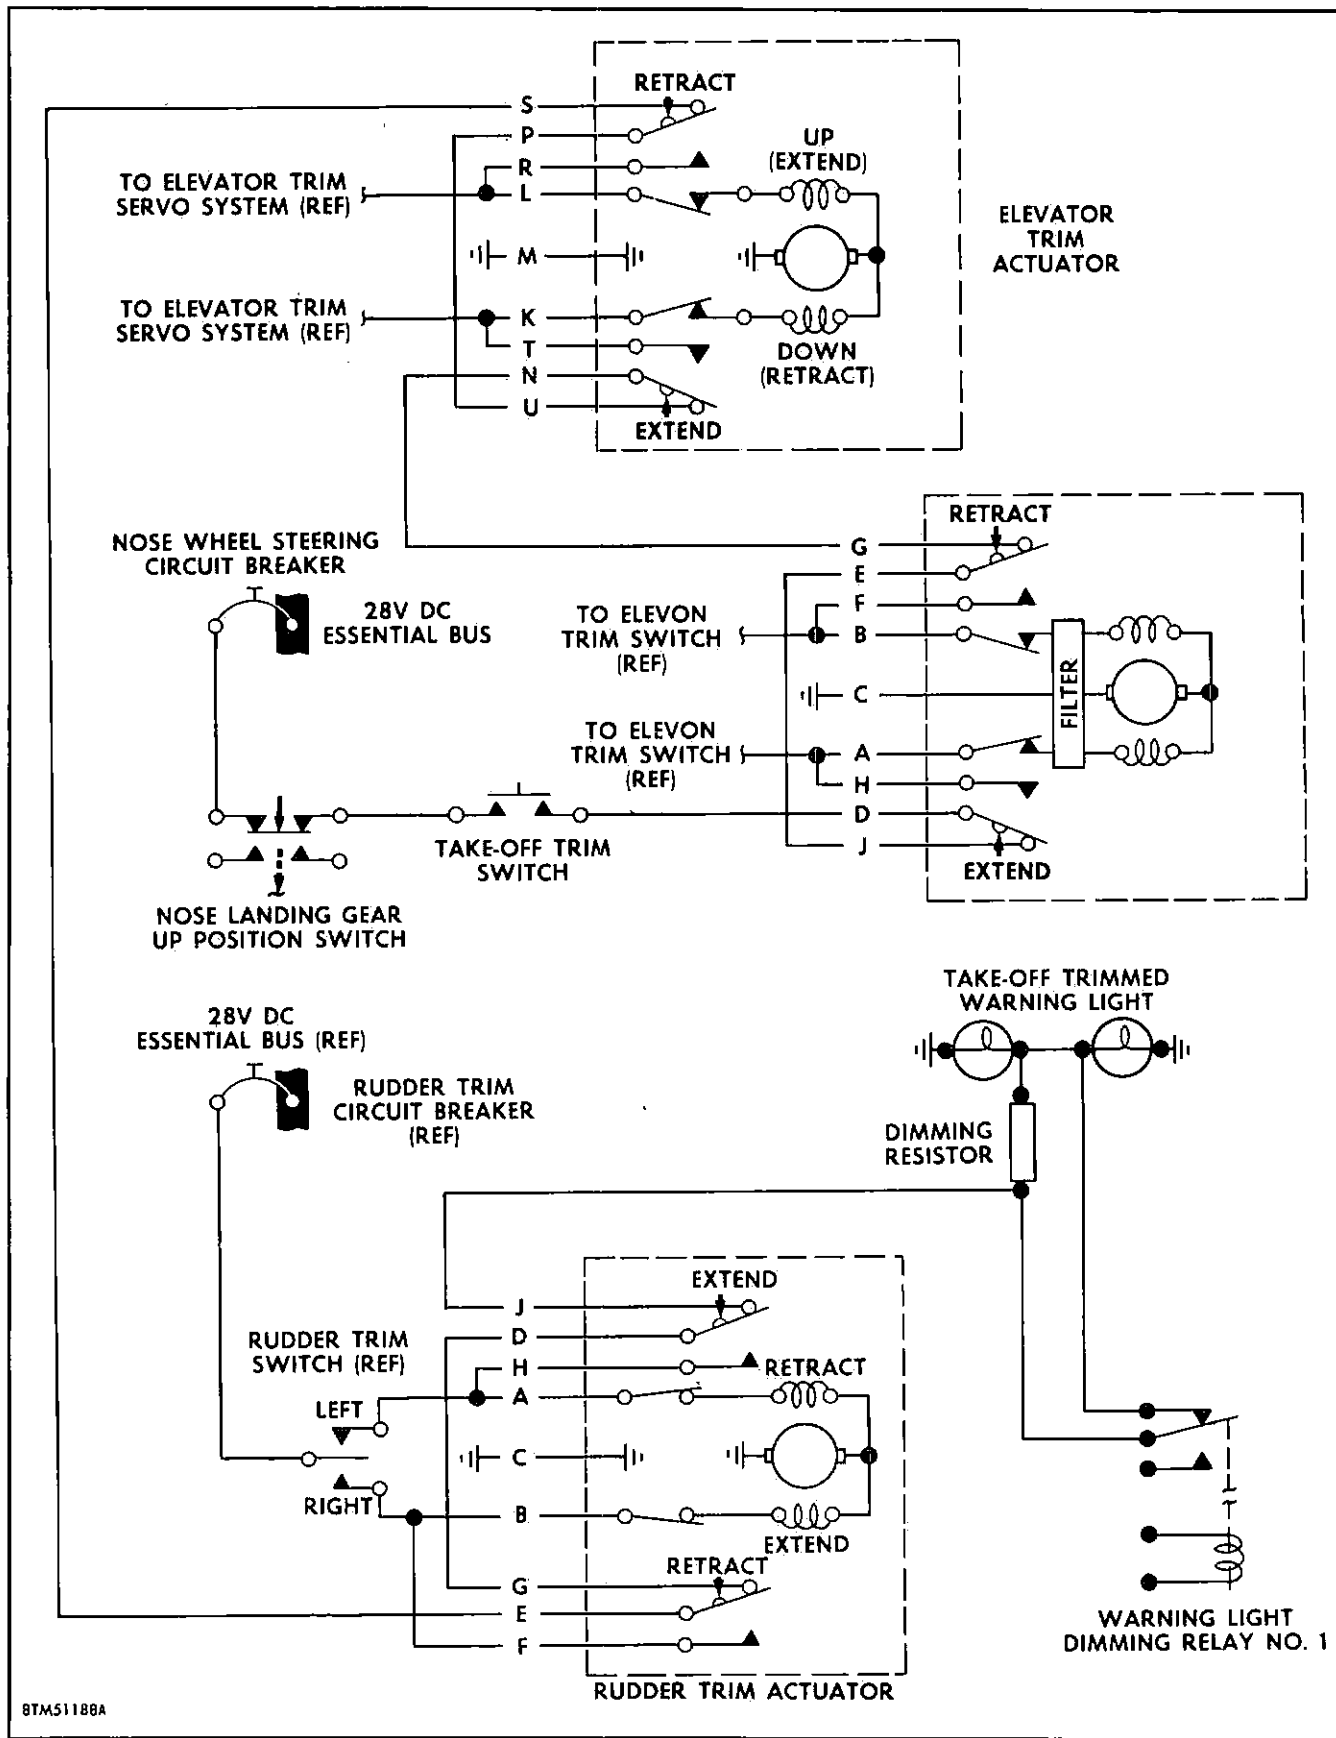 RETRACT
S
P
R
L
M
K
T
N
U
UP
(EXTEND)
TO ELEVATOR TRIM
SERVO SYSTEM (REF)
TO ELEVATOR TRIM
SERVO SYSTEM (REF)
DOWN
(RETRACT)
EXTEND
ELEVATOR
TRIM
ACTUATOR
NOSE WHEEL STEERING
CIRCUIT BREAKER
28V DC
ESSENTIAL BUS
RETRACT
G
E
F
B
C
A
H
D
J
TO ELEVON
TRIM SWITCH
(REF)
TO ELEVON
TRIM SWITCH
(REF)
FILTER
EXTEND
TAKE-OFF TRIM
SWITCH
NOSE LANDING GEAR
UP POSITION SWITCH
TAKE-OFF TRIMMED
WARNING LIGHT
28V DC
ESSENTIAL BUS (REF)
RUDDER TRIM
CIRCUIT BREAKER
(REF)
DIMMING
RESISTOR
EXTEND
J
D
H
A
C
B
G
E
F
RUDDER TRIM
SWITCH (REF)
LEFT
RIGHT
RETRACT
EXTEND
RETRACT
RUDDER TRIM ACTUATOR
WARNING LIGHT
DIMMING RELAY NO. 1
8TM51188A